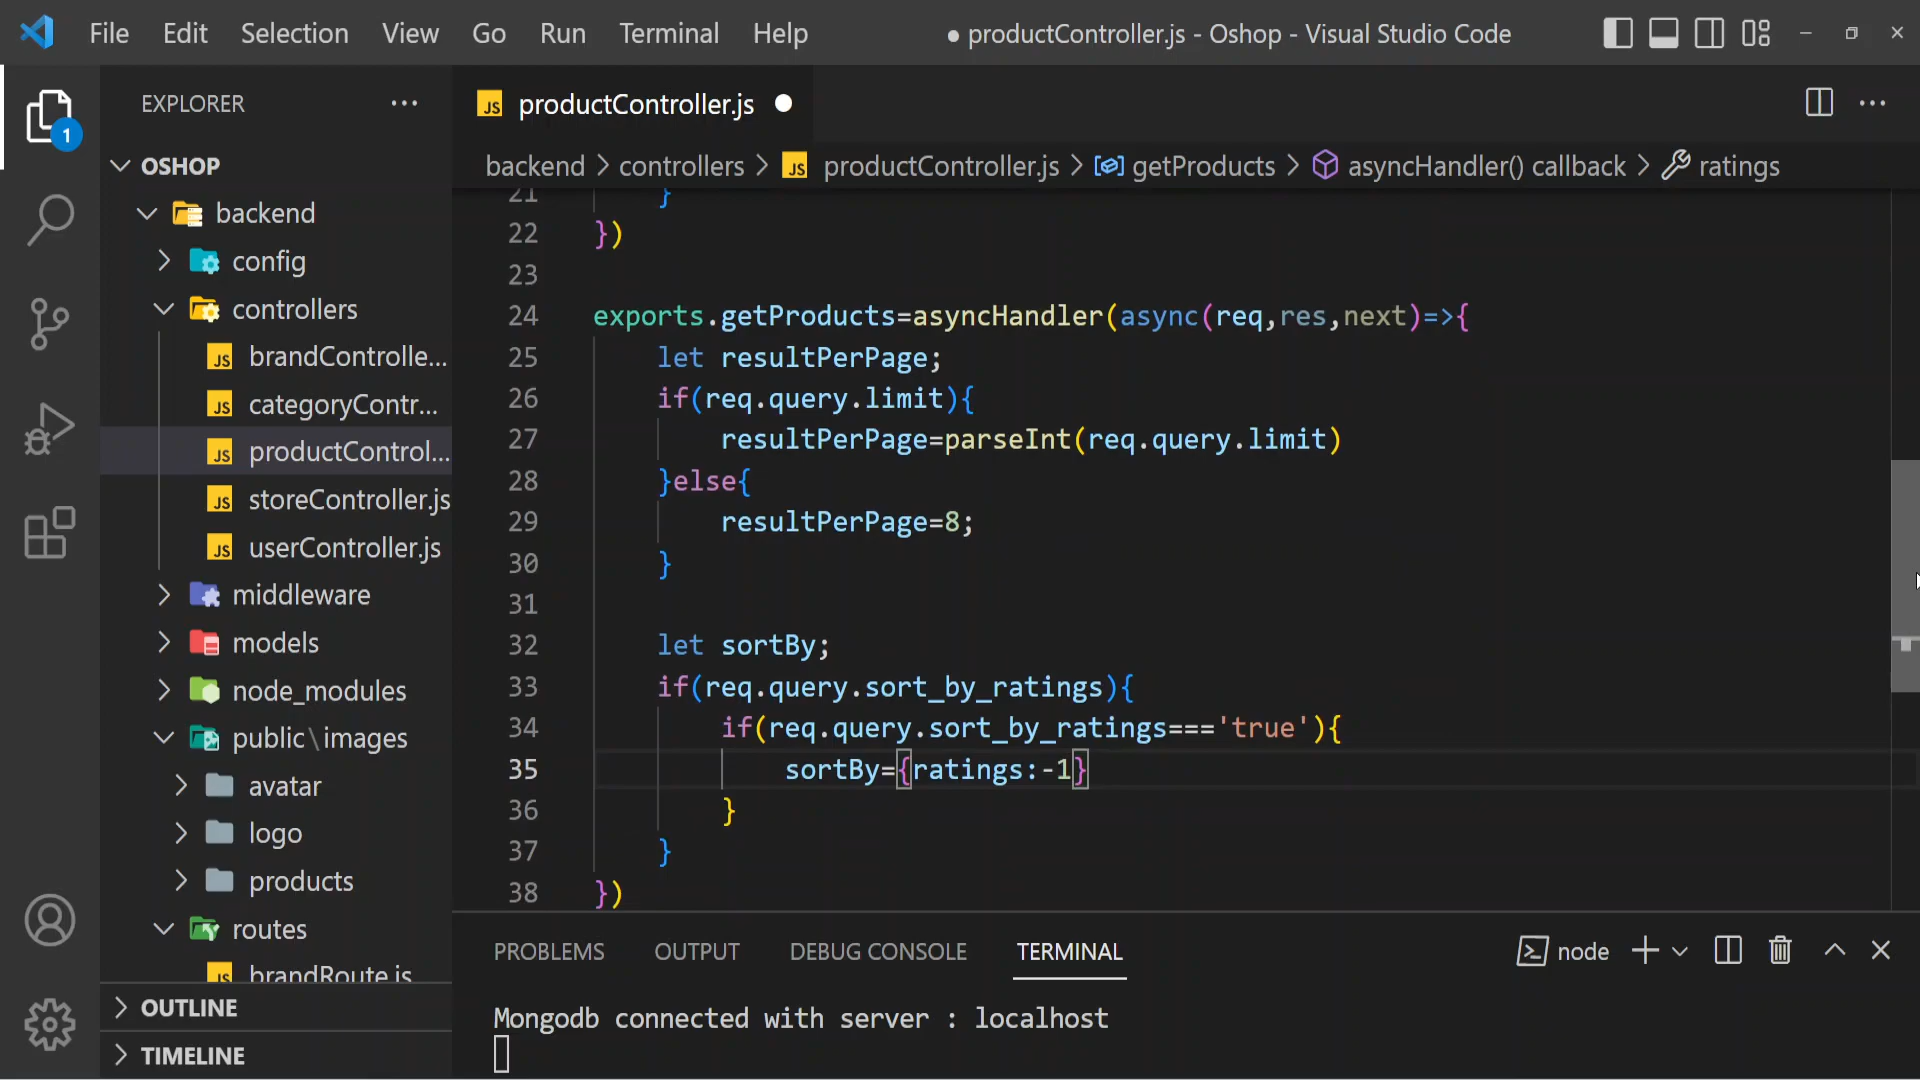 File Edit Selection View Go Run Terminal Help ● productController.js - Oshop - Visual Studio Code
EXPLORER
productController.js
backend > controllers > productController.js > getProducts > asyncHandler() callback > ratings
1
OSHOP
backend
config
controllers
brandControlle...
categoryContr...
productControl...
storeController.js
userController.js
middleware
models
node_modules
public\images
avatar
logo
products
routes
brandRoute.js
OUTLINE
TIMELINE
21 }
22 })
23
24 exports.getProducts=asyncHandler(async(req,res,next)=>{
25 let resultPerPage;
26 if(req.query.limit){
27 resultPerPage=parseInt(req.query.limit)
28 }else{
29 resultPerPage=8;
30 }
31
32 let sortBy;
33 if(req.query.sort_by_ratings){
34 if(req.query.sort_by_ratings==='true'){
35 sortBy={ratings:-1}
36 }
37 }
38 })
PROBLEMS OUTPUT DEBUG CONSOLE TERMINAL node
Mongodb connected with server : localhost